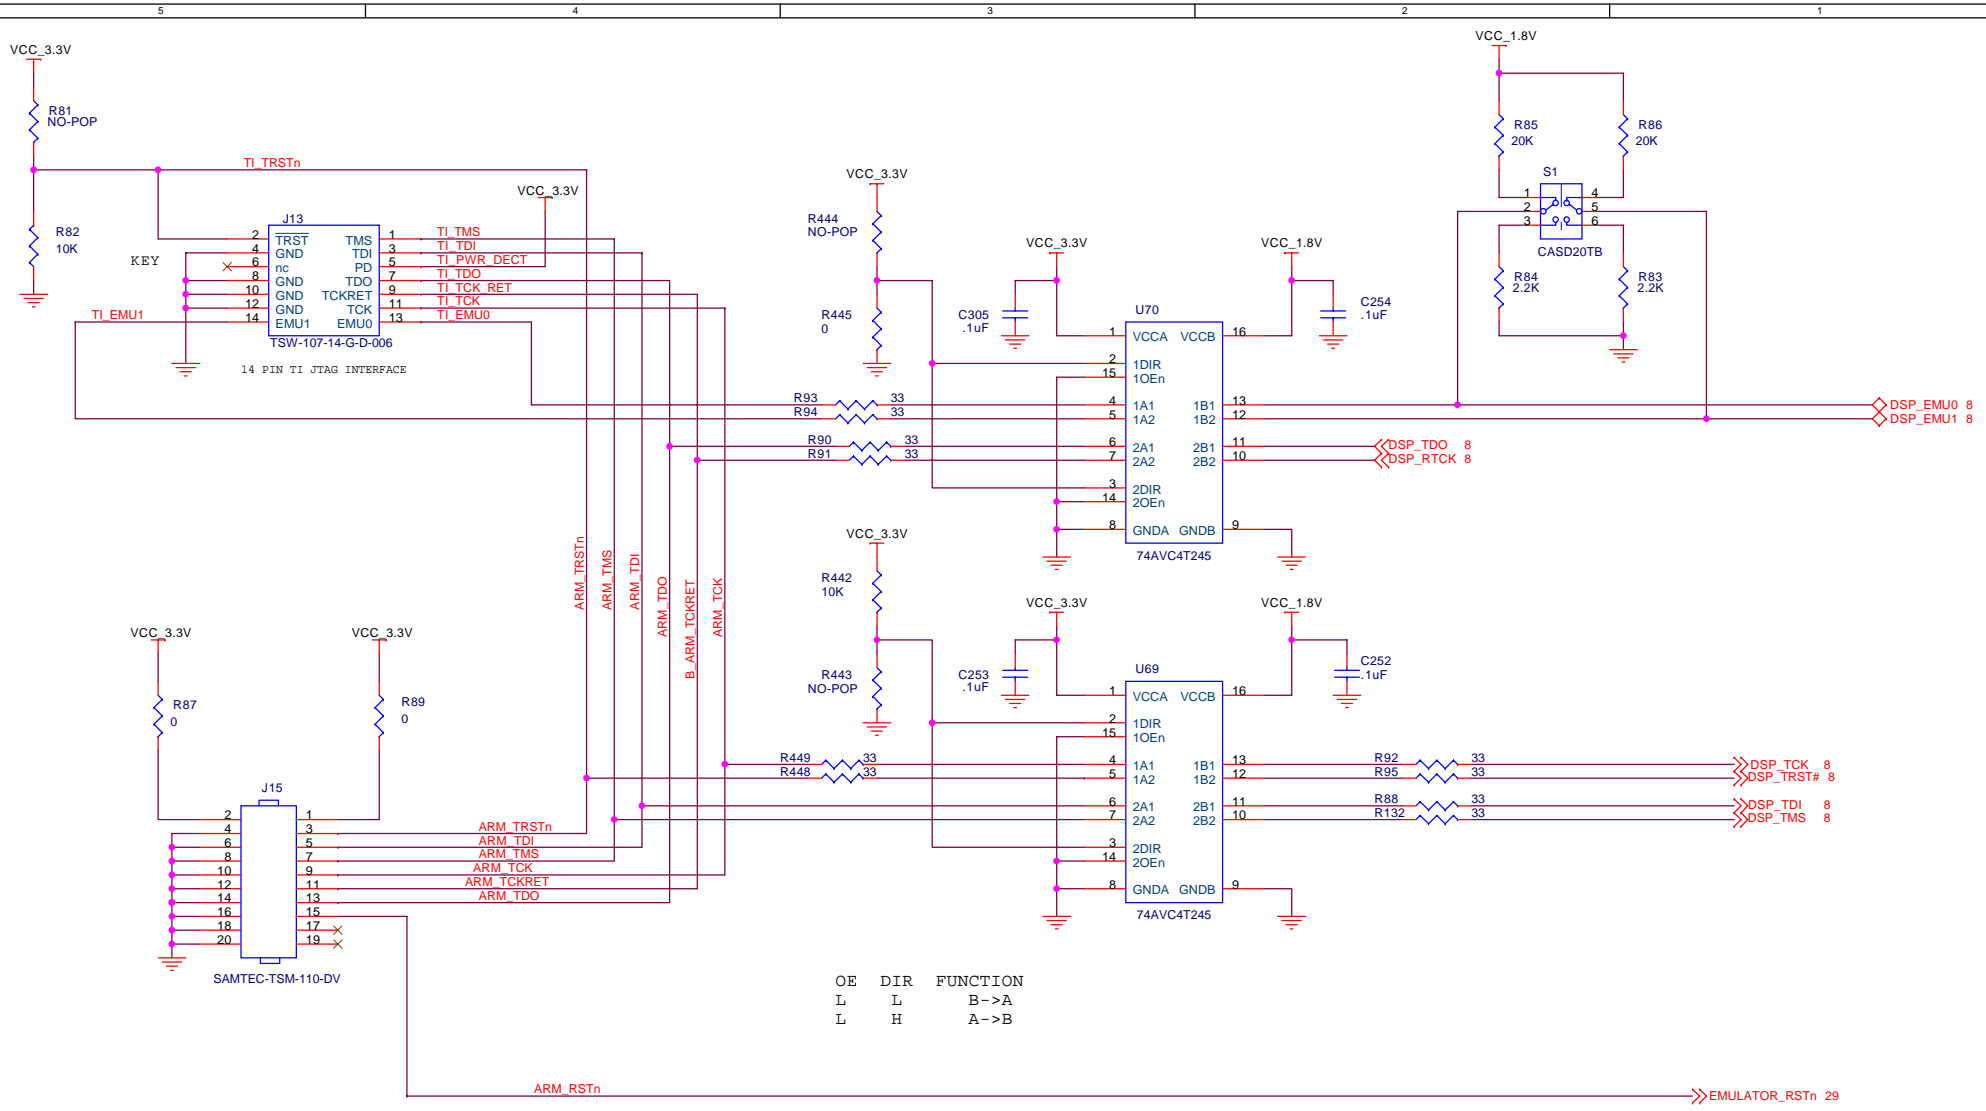 5 4 3 2 1
VCC_3.3V
VCC_1.8V
R81
NO-POP
R85
20K
R86
20K
TI_TRSTn
VCC_3.3V
VCC_3.3V
S1
1 4
2 5
3 6
CASD20TB
R82
10K
KEY
J13
2 TRST TMS 1 TI_TMS
4 GND TDI 3 TI_TDI
6 nc PD 5 TI_PWR_DECT
8 GND TDO 7 TI_TDO
10 GND TCKRET 9 TI_TCK_RET
12 GND TCK 11 TI_TCK
TI_EMU1 14 EMU1 EMU0 13 TI_EMU0
TSW-107-14-G-D-006
14 PIN TI JTAG INTERFACE
R444
NO-POP
R445
0
VCC_3.3V
VCC_1.8V
C305
.1uF
C254
.1uF
R84
2.2K
R83
2.2K
U70
1 VCCA VCCB 16
2 1DIR
15 1OEn
R93 33 4 1A1 1B1 13 DSP_EMU0 8
R94 33 5 1A2 1B2 12 DSP_EMU1 8
R90 33 6 2A1 2B1 11 DSP_TDO 8
R91 33 7 2A2 2B2 10 DSP_RTCK 8
3 2DIR
14 2OEn
8 GNDA GNDB 9
74AVC4T245
ARM_TRSTn
ARM_TMS
ARM_TDI
ARM_TDO
B_ARM_TCKRET
ARM_TCK
VCC_3.3V
R442
10K
R443
NO-POP
VCC_3.3V
VCC_1.8V
C253
.1uF
C252
.1uF
U69
1 VCCA VCCB 16
2 1DIR
15 1OEn
R449 33 4 1A1 1B1 13 R92 33 DSP_TCK 8
R448 33 5 1A2 1B2 12 R95 33 DSP_TRST# 8
6 2A1 2B1 11 R88 33 DSP_TDI 8
7 2A2 2B2 10 R132 33 DSP_TMS 8
3 2DIR
14 2OEn
8 GNDA GNDB 9
74AVC4T245
VCC_3.3V
VCC_3.3V
R87
0
R89
0
J15
2 1
4 3 ARM_TRSTn
6 5 ARM_TDI
8 7 ARM_TMS
10 9 ARM_TCK
12 11 ARM_TCKRET
14 13 ARM_TDO
16 15
18 17
20 19
SAMTEC-TSM-110-DV
OE DIR FUNCTION
L L B->A
L H A->B
ARM_RSTn EMULATOR_RSTn 29